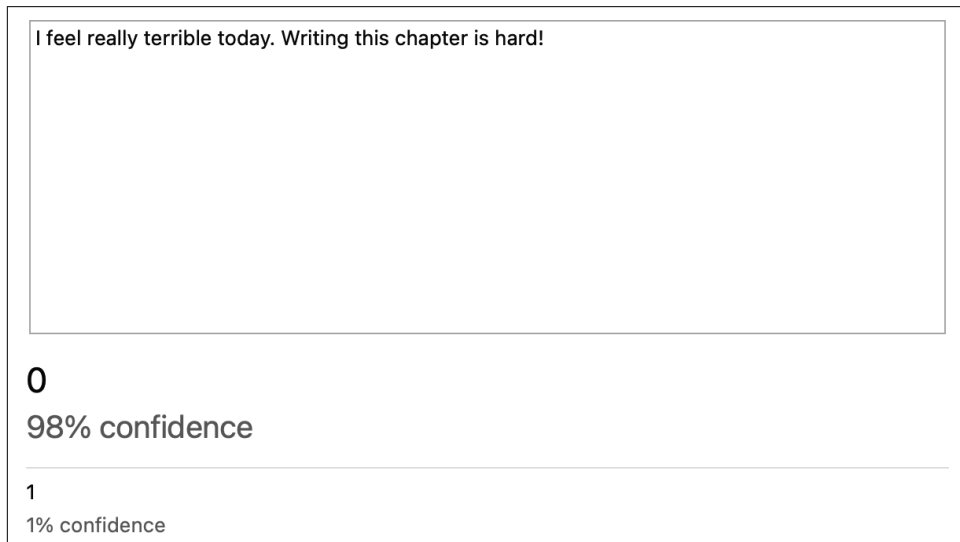 I feel really terrible today. Writing this chapter is hard!
0
98% confidence
1
1% confidence